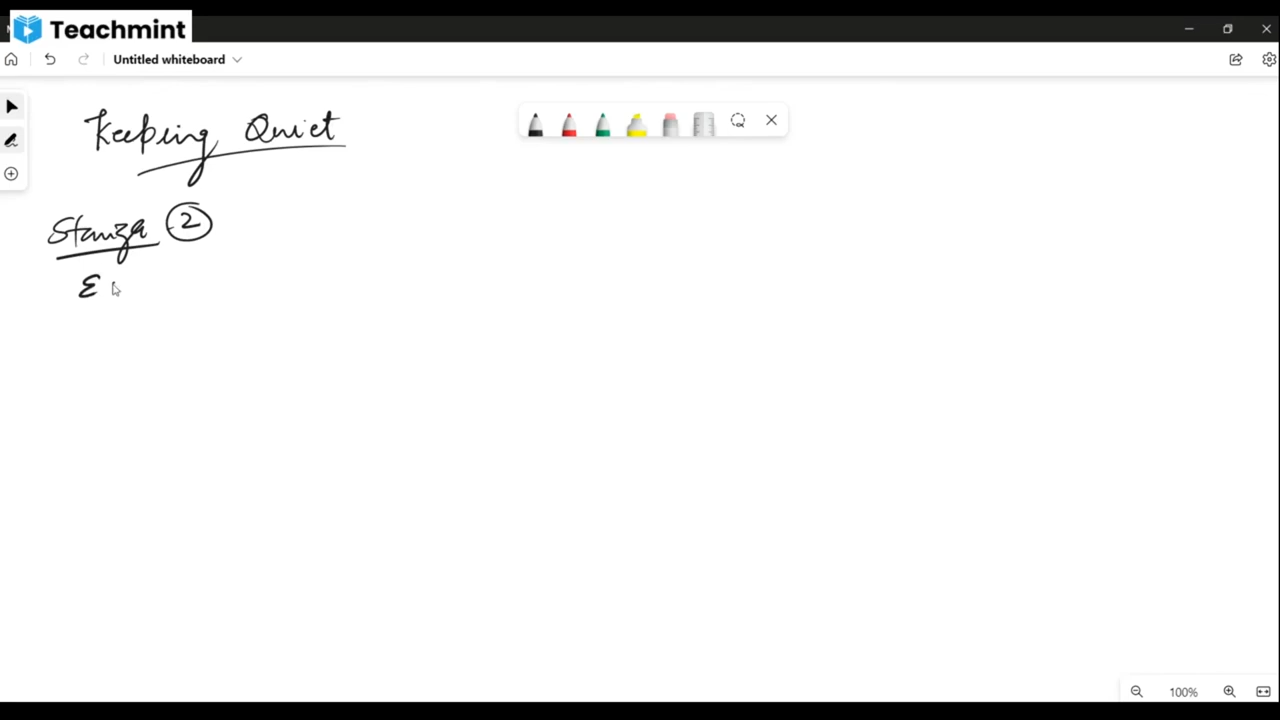 Teachmint
Untitled whiteboard
Keeping Quiet
Stanza 2
E
100%